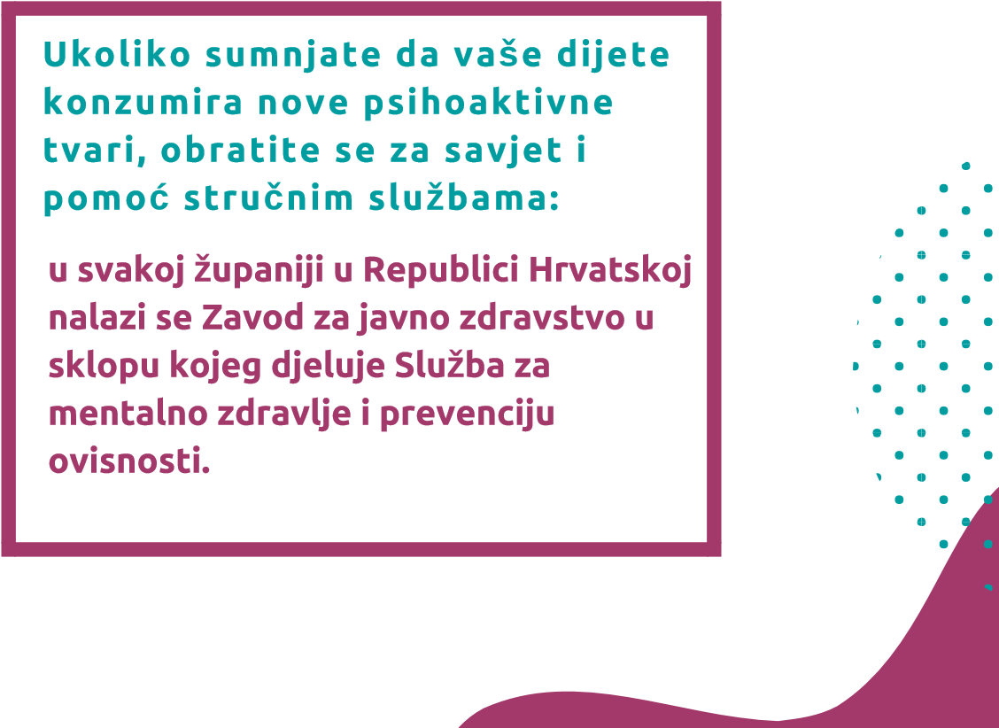 Ukoliko sumnjate da vaše dijete
konzumira nove psihoaktivne
tvari, obratite se za savjet i
pomoć stručnim službama:
u svakoj županiji u Republici Hrvatskoj
nalazi se Zavod za javno zdravstvo u
sklopu kojeg djeluje Služba za
mentalno zdravlje i prevenciju
ovisnosti.